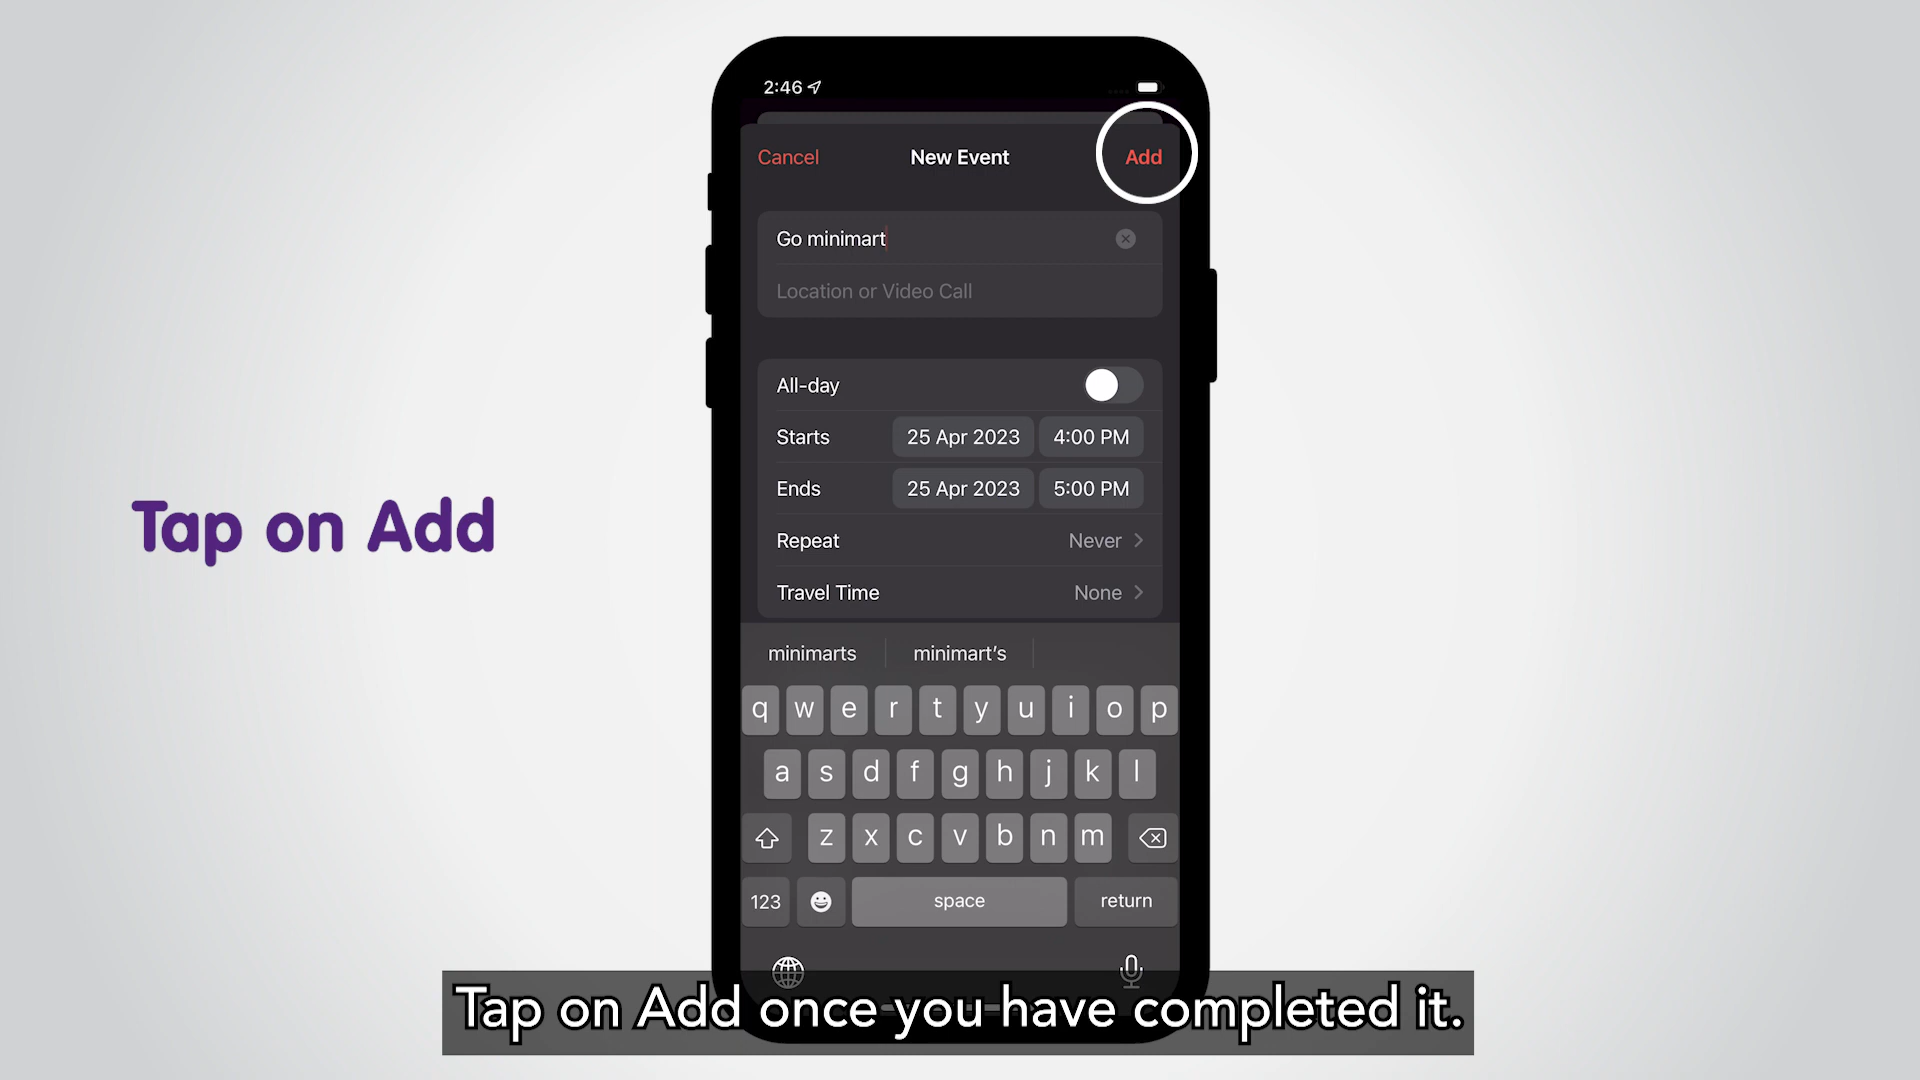 2:46
Cancel
New Event
Add
Go minimart
Location or Video Call
All-day
Starts
25 Apr 2023
4:00 PM
Ends
25 Apr 2023
5:00 PM
Repeat
Never
Travel Time
None
Tap on Add
minimarts
minimart's
q w e r t y u i o p
a s d f g h j k l
z x c v b n m
123
space
return
Tap on Add once you have completed it.